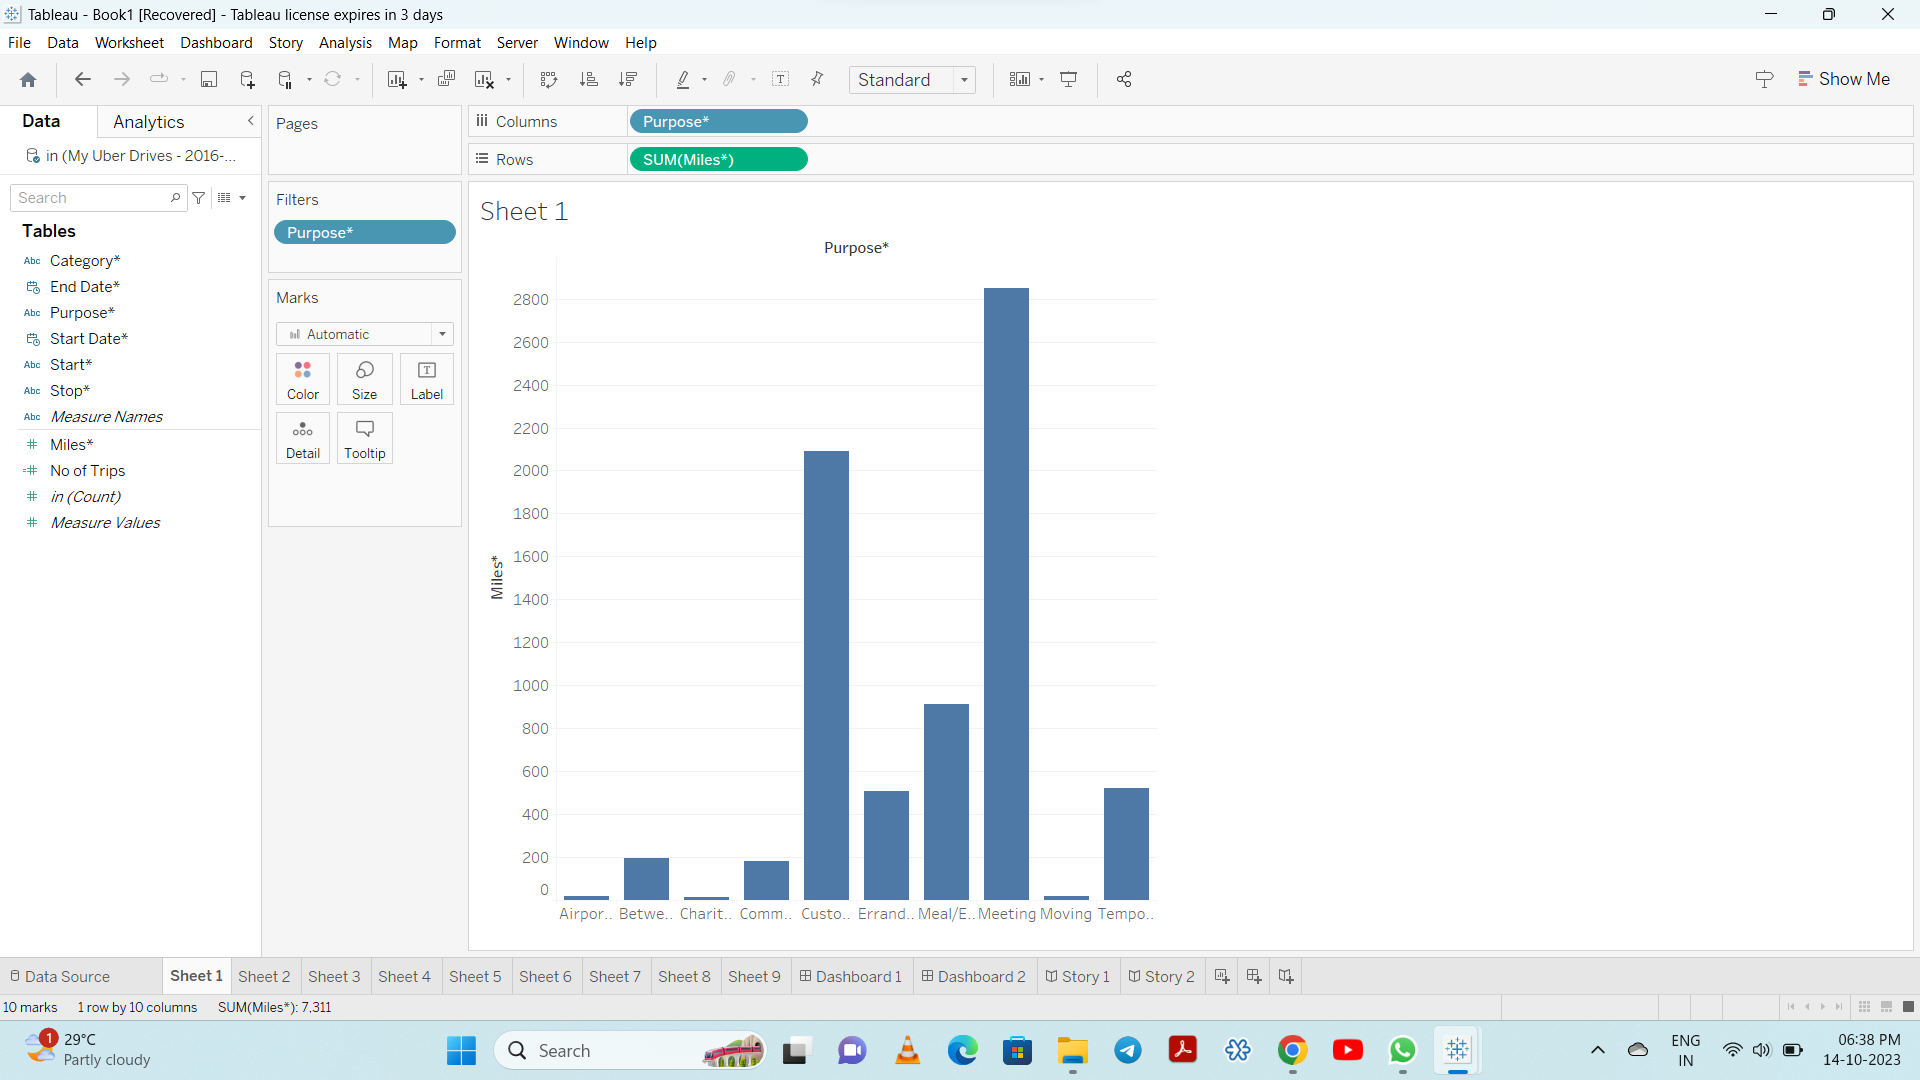 Tableau - Book1 [Recovered] - Tableau license expires in 3 days
File Data Worksheet Dashboard Story Analysis Map Format Server Window Help
Standard
Show Me
Data Analytics
in (My Uber Drives - 2016-...
Search
Tables
Abc Category*
End Date*
Abc Purpose*
Start Date*
Abc Start*
Abc Stop*
Abc Measure Names
Miles*
No of Trips
in (Count)
Measure Values
Pages
Filters
Purpose*
Marks
Automatic
Color Size Label
Detail Tooltip
Columns Purpose*
Rows SUM(Miles*)
Sheet 1
Purpose*
Miles*
2800
2600
2400
2200
2000
1800
1600
1400
1200
1000
800
600
400
200
0
Airpor.. Betwe.. Charit.. Comm.. Custo.. Errand.. Meal/E.. Meeting Moving Tempo..
Data Source Sheet 1 Sheet 2 Sheet 3 Sheet 4 Sheet 5 Sheet 6 Sheet 7 Sheet 8 Sheet 9 Dashboard 1 Dashboard 2 Story 1 Story 2
10 marks 1 row by 10 columns SUM(Miles*): 7,311
1 29°C
Partly cloudy
Search
ENG
IN
06:38 PM
14-10-2023